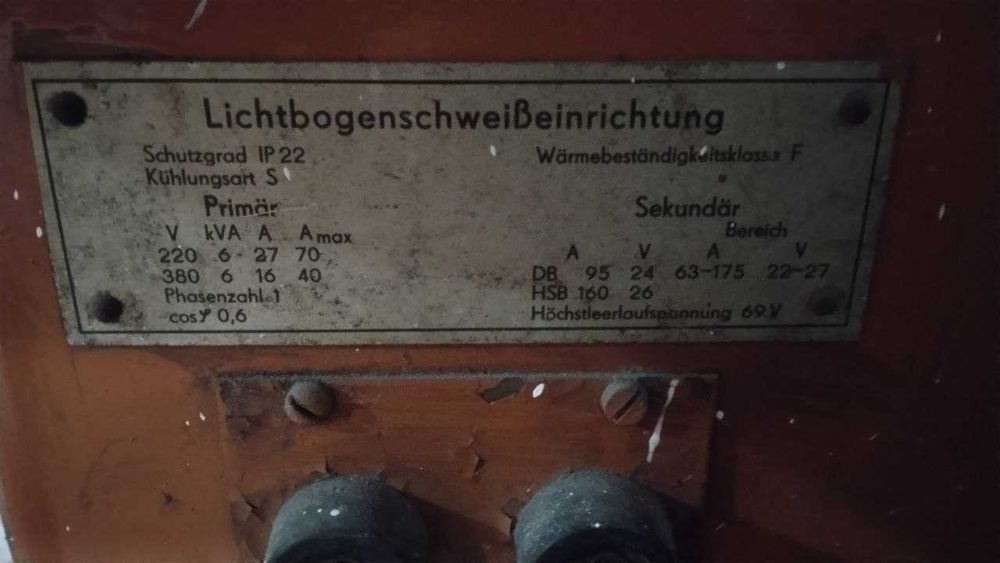 Lichtbogenschweißeinrichtung
Schutzgrad IP 22 Wärmebeständigkeitsklasse F
Kühlungsart S
Primär Sekundär
Bereich
V kVA A Amax A V A V
220 6 27 70
380 6 16 40 DB 95 24 63-175 22-27
Phasenzahl 1 HSB 160 26
cos φ 0,6 Höchstleerlaufspannung 69 V